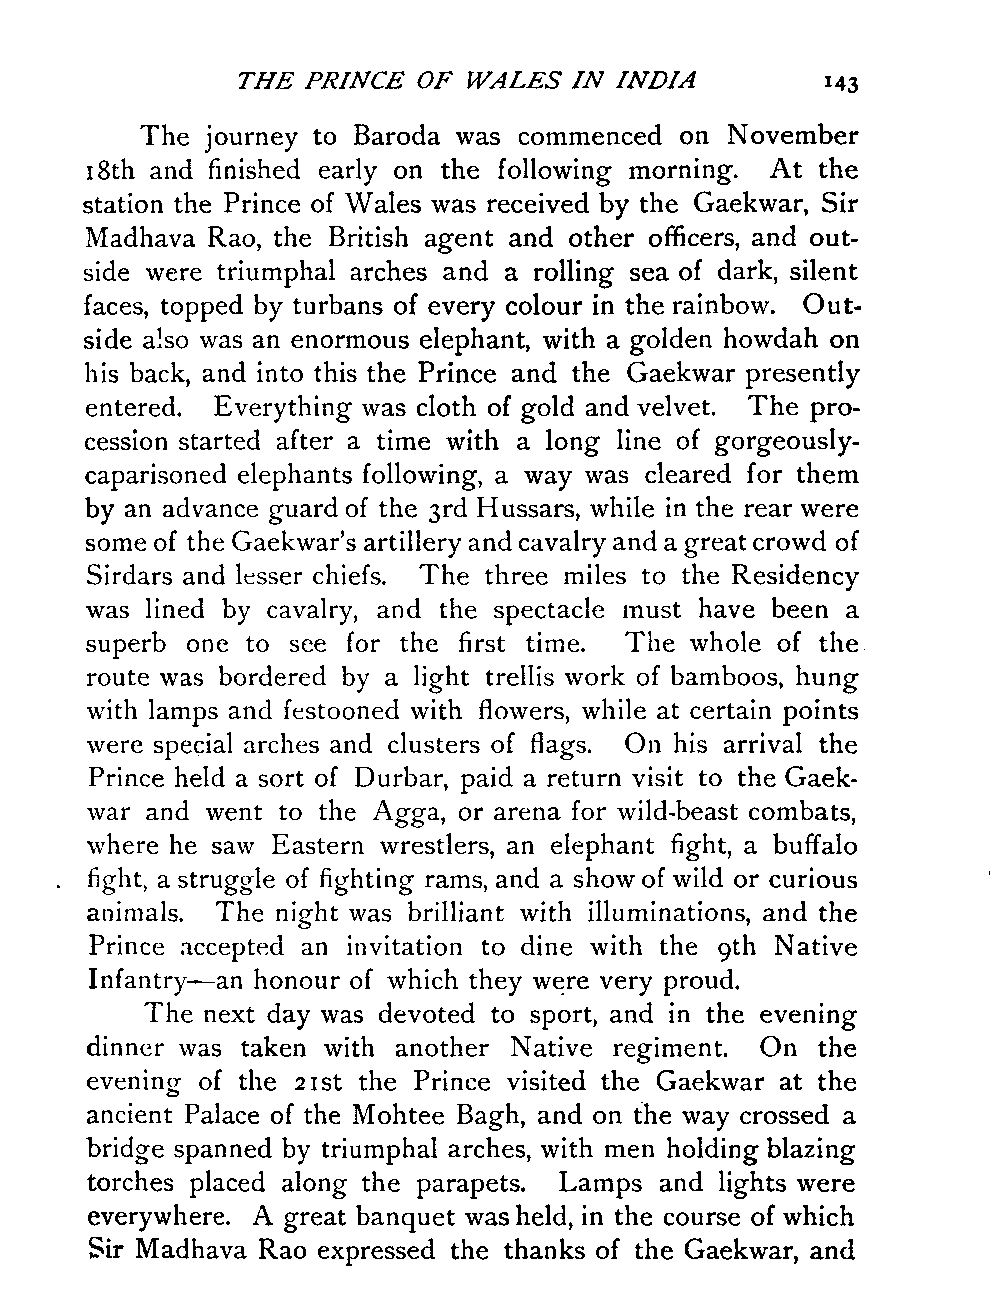 THE PRINCE OF WALES IN INDIA 143
The journey to Baroda was commenced on November
18th and finished early on the following morning. At the
station the Prince of Wales was received by the Gaekwar, Sir
Madhava Rao, the British agent and other officers, and out-
side were triumphal arches and a rolling sea of dark, silent
faces, topped by turbans of every colour in the rainbow. Out-
side also was an enormous elephant, with a golden howdah on
his back, and into this the Prince and the Gaekwar presently
entered. Everything was cloth of gold and velvet. The pro-
cession started after a time with a long line of gorgeously-
caparisoned elephants following, a way was cleared for them
by an advance guard of the 3rd Hussars, while in the rear were
some of the Gaekwar's artillery and cavalry and a great crowd of
Sirdars and lesser chiefs. The three miles to the Residency
was lined by cavalry, and the spectacle must have been a
superb one to see for the first time. The whole of the
route was bordered by a light trellis work of bamboos, hung
with lamps and festooned with flowers, while at certain points
were special arches and clusters of flags. On his arrival the
Prince held a sort of Durbar, paid a return visit to the Gaek-
war and went to the Agga, or arena for wild-beast combats,
where he saw Eastern wrestlers, an elephant fight, a buffalo
fight, a struggle of fighting rams, and a show of wild or curious
animals. The night was brilliant with illuminations, and the
Prince accepted an invitation to dine with the 9th Native
Infantry—an honour of which they were very proud.
The next day was devoted to sport, and in the evening
dinner was taken with another Native regiment. On the
evening of the 21st the Prince visited the Gaekwar at the
ancient Palace of the Mohtee Bagh, and on the way crossed a
bridge spanned by triumphal arches, with men holding blazing
torches placed along the parapets. Lamps and lights were
everywhere. A great banquet was held, in the course of which
Sir Madhava Rao expressed the thanks of the Gaekwar, and